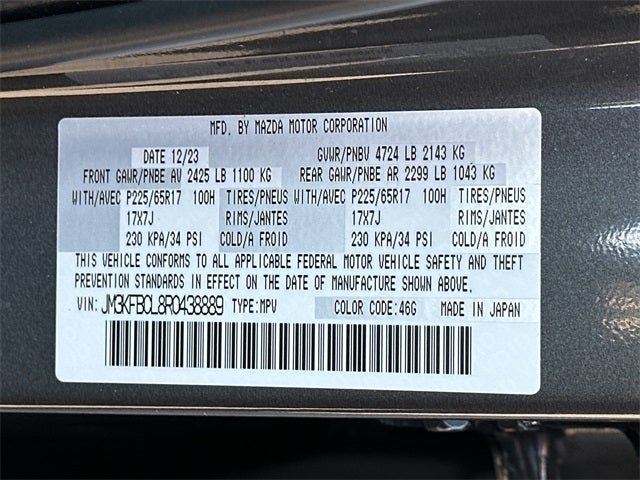 MFD. BY MAZDA MOTOR CORPORATION
DATE 12/23 GVWR/PNBV 4724 LB 2143 KG
FRONT GAWR/PNBE AV 2425 LB 1100 KG REAR GAWR/PNBE AR 2299 LB 1043 KG
WITH/AVEC P225/65R17 100H TIRES/PNEUS WITH/AVEC P225/65R17 100H TIRES/PNEUS
17X7J RIMS/JANTES 17X7J RIMS/JANTES
230 KPA/34 PSI COLD/A FROID 230 KPA/34 PSI COLD/A FROID
THIS VEHICLE CONFORMS TO ALL APPLICABLE FEDERAL MOTOR VEHICLE SAFETY AND THEFT
PREVENTION STANDARDS IN EFFECT ON THE DATE OF MANUFACTURE SHOWN ABOVE.
VIN: JM3KFBCL8R0438889 TYPE:MPV COLOR CODE:46G MADE IN JAPAN